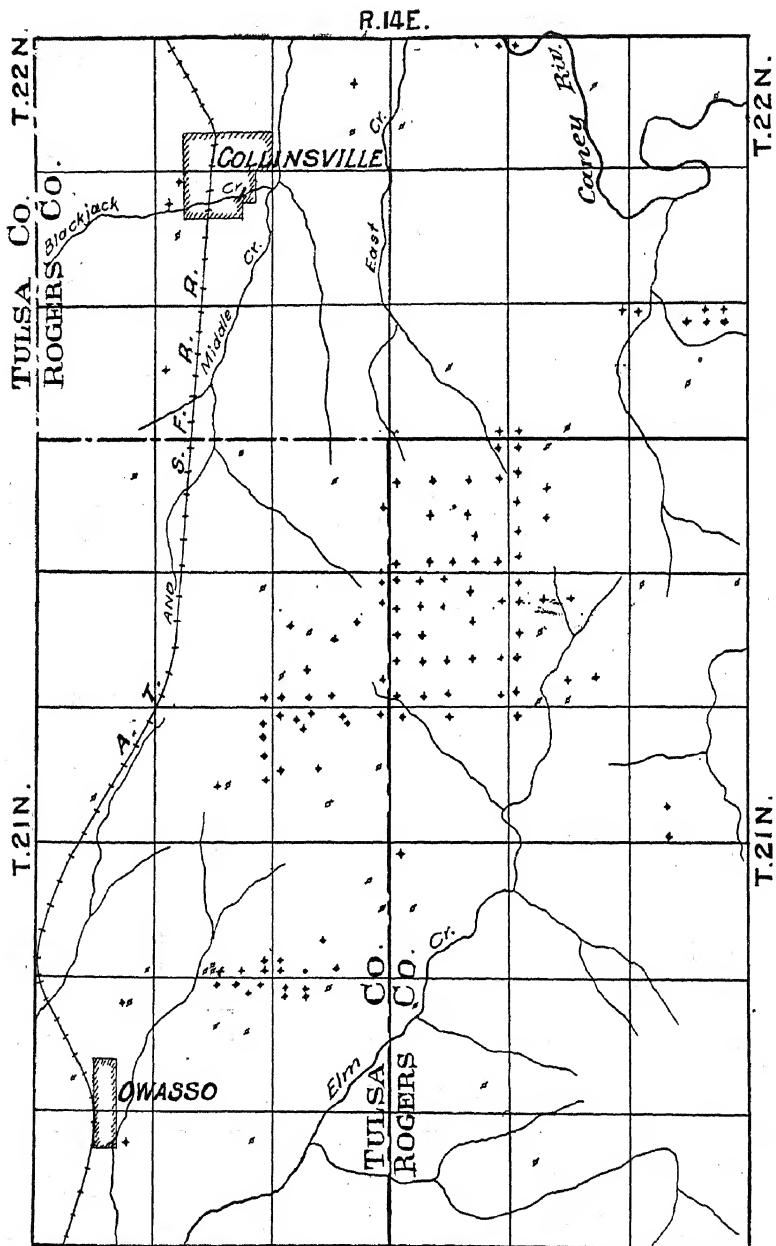 R.14E.
T.22N.
T.22N.
Caney Riv.
COLLINSVILLE
Cr.
East
Blackjack Cr.
TULSA Co.
ROGERS Co.
Middle Cr.
A. T. AND S. F. R. R.
T.21N.
T.21N.
Elm Cr.
TULSA Co.
ROGERS Co.
OWASSO